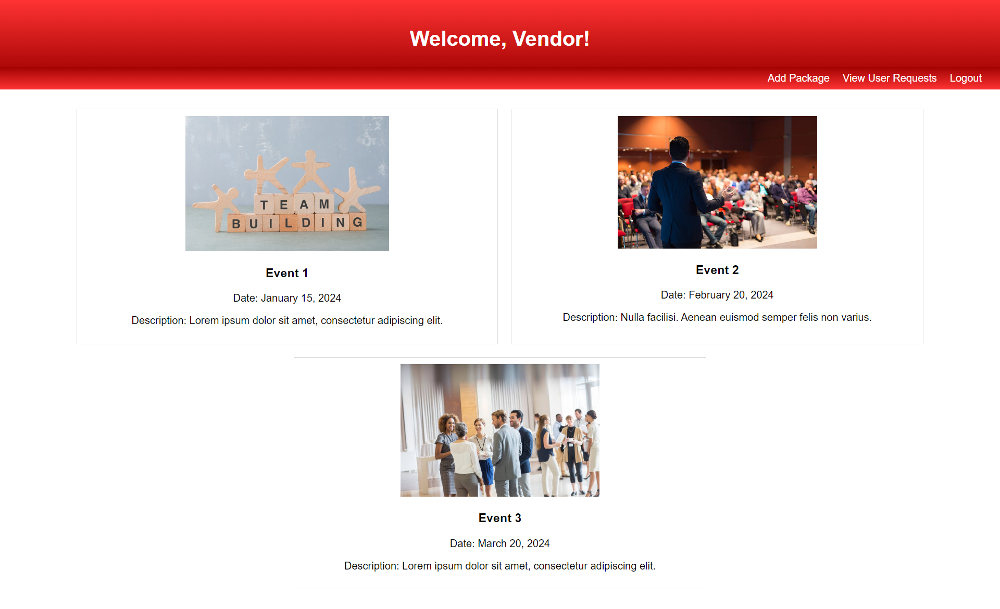 Welcome, Vendor!
Add Package View User Requests Logout
TEAM
BUILDING
Event 1
Date: January 15, 2024
Description: Lorem ipsum dolor sit amet, consectetur adipiscing elit.
Event 2
Date: February 20, 2024
Description: Nulla facilisi. Aenean euismod semper felis non varius.
Event 3
Date: March 20, 2024
Description: Lorem ipsum dolor sit amet, consectetur adipiscing elit.